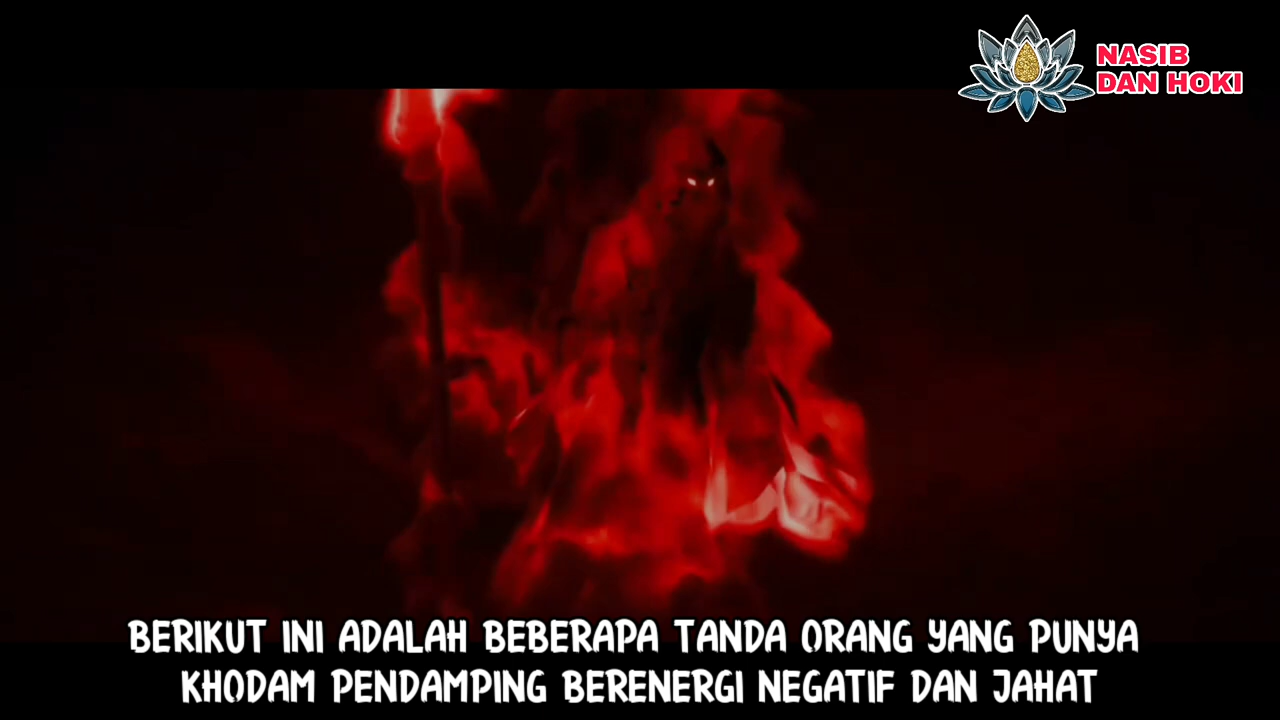 NASIB
DAN HOKI
BERIKUT INI ADALAH BEBERAPA TANDA ORANG YANG PUNYA
KHODAM PENDAMPING BERENERGI NEGATIF DAN JAHAT